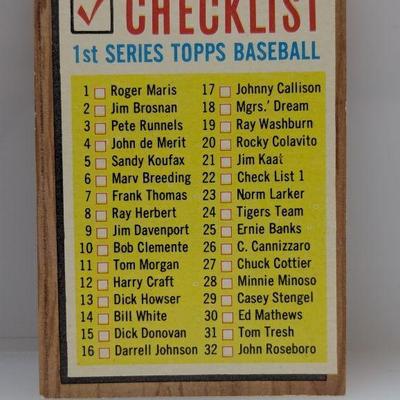 CHECKLIST
1st SERIES TOPPS BASEBALL
1 Roger Maris
2 Jim Brosnan
3 Pete Runnels
4 John de Merit
5 Sandy Koufax
6 Marv Breeding
7 Frank Thomas
8 Ray Herbert
9 Jim Davenport
10 Bob Clemente
11 Tom Morgan
12 Harry Craft
13 Dick Howser
14 Bill White
15 Dick Donovan
16 Darrell Johnson
17 Johnny Callison
18 Mgrs.' Dream
19 Ray Washburn
20 Rocky Colavito
21 Jim Kaat
22 Check List 1
23 Norm Larker
24 Tigers Team
25 Ernie Banks
26 C. Cannizzaro
27 Chuck Cottier
28 Minnie Minoso
29 Casey Stengel
30 Ed Mathews
31 Tom Tresh
32 John Roseboro